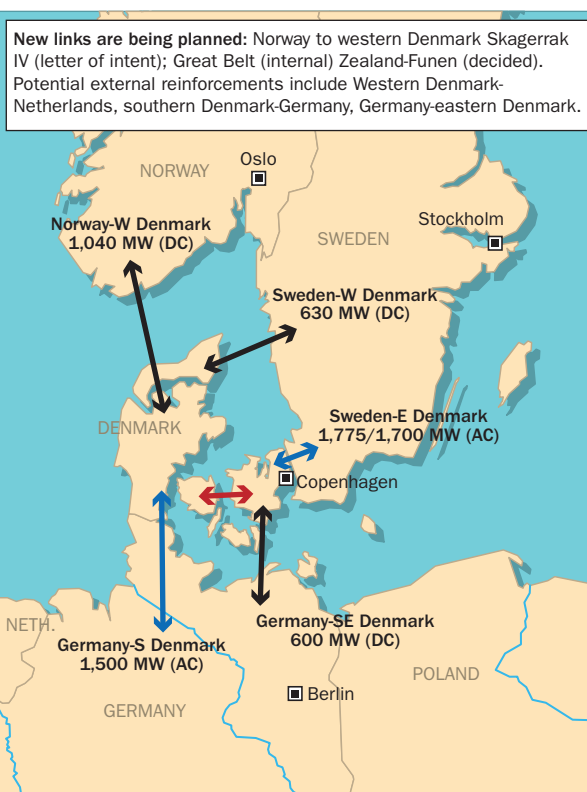 New links are being planned: Norway to western Denmark Skagerrak
IV (letter of intent); Great Belt (internal) Zealand-Funen (decided).
Potential external reinforcements include Western Denmark-
Netherlands, southern Denmark-Germany, Germany-eastern Denmark.
Oslo
NORWAY
Norway-W Denmark
1,040 MW (DC)
Stockholm
SWEDEN
Sweden-W Denmark
630 MW (DC)
Sweden-E Denmark
1,775/1,700 MW (AC)
DENMARK
Copenhagen
NETH.
Germany-SE Denmark
600 MW (DC)
Germany-S Denmark
1,500 MW (AC)
POLAND
Berlin
GERMANY